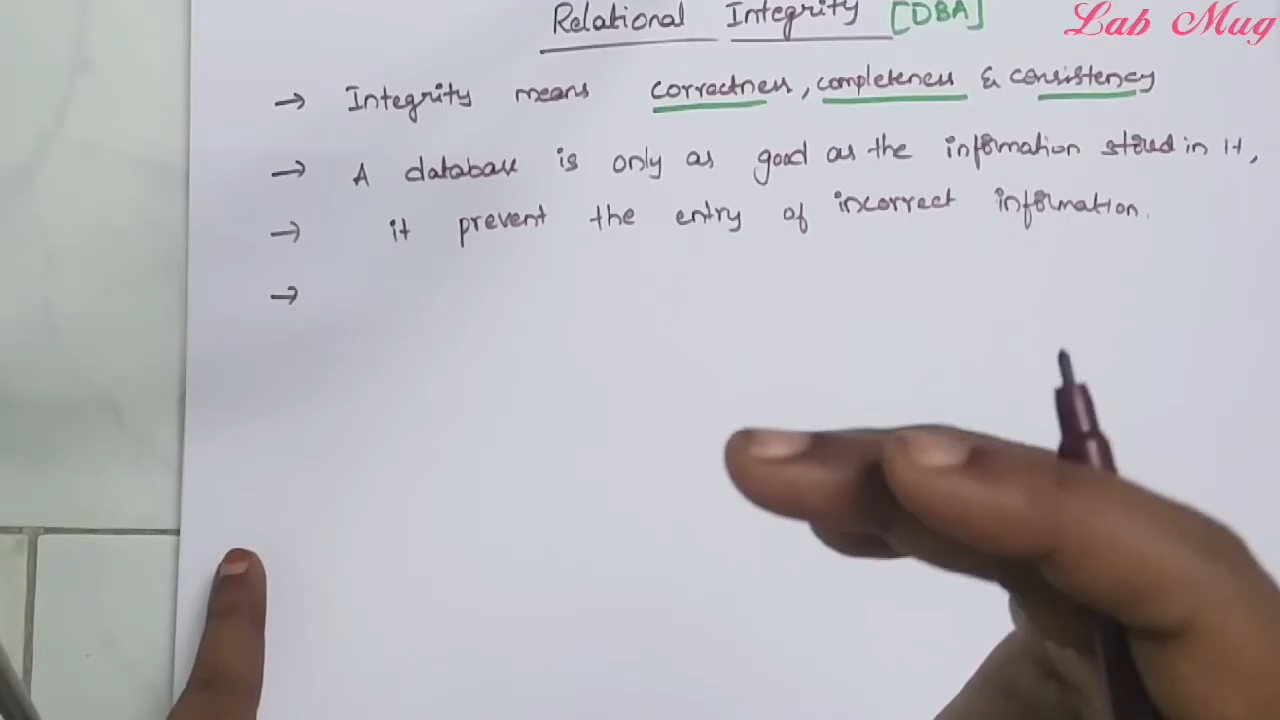 Relational Integrity [DBA]
Lab Mug
→ Integrity means correctness, completeness & consistency
→ A database is only as good as the information stored in it,
→ it prevent the entry of incorrect information.
→